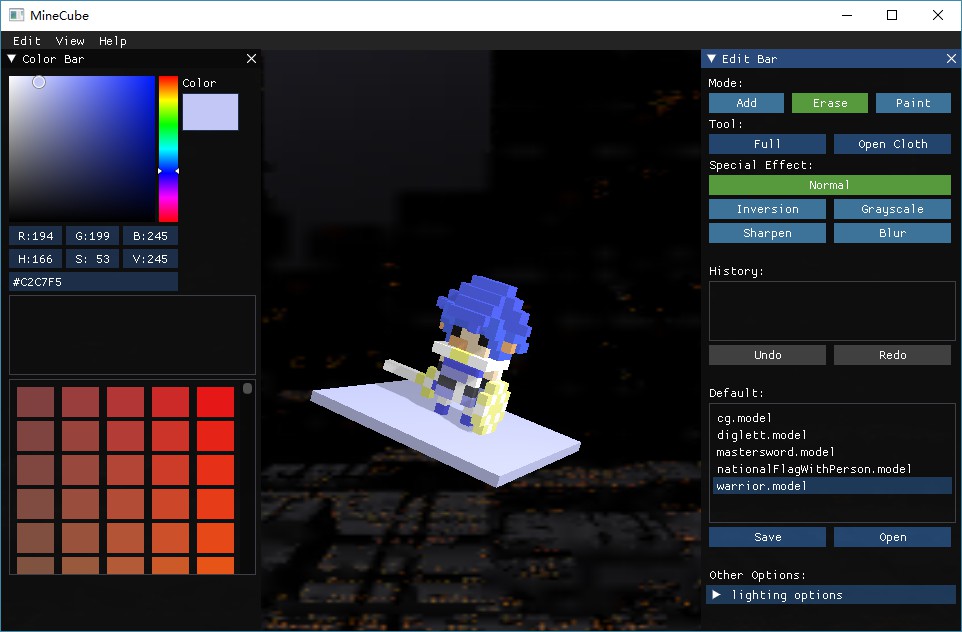 MineCube
Edit View Help
Color Bar
Color
R:194 G:199 B:245
H:166 S: 53 V:245
#C2C7F5
Edit Bar
Mode:
Add Erase Paint
Tool:
Full Open Cloth
Special Effect:
Normal
Inversion Grayscale
Sharpen Blur
History:
Undo Redo
Default:
cg.model
diglett.model
mastersword.model
nationalFlagWithPerson.model
warrior.model
Save Open
Other Options:
lighting options